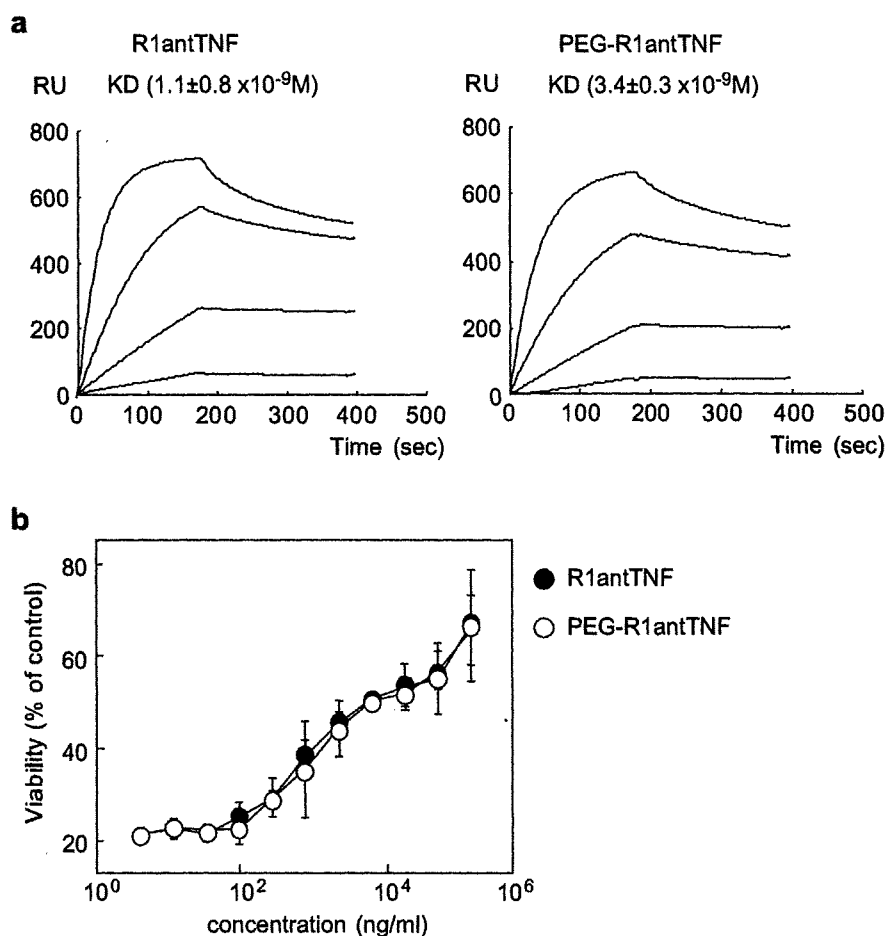 a
R1antTNF
RU KD (1.1±0.8 x10⁻⁹M)
800
600
400
200
0
0 100 200 300 400 500
Time (sec)
PEG-R1antTNF
RU KD (3.4±0.3 x10⁻⁹M)
800
600
400
200
0
0 100 200 300 400 500
Time (sec)
b
Viability (% of control)
80
60
40
20
10⁰ 10² 10⁴ 10⁶
concentration (ng/ml)
R1antTNF
PEG-R1antTNF